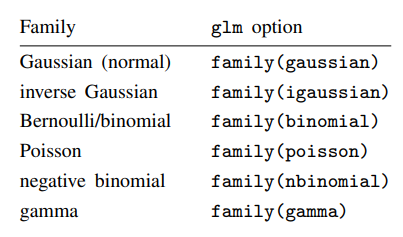 Family glm option
Gaussian (normal) family(gaussian)
inverse Gaussian family(igaussian)
Bernoulli/binomial family(binomial)
Poisson family(poisson)
negative binomial family(nbinomial)
gamma family(gamma)